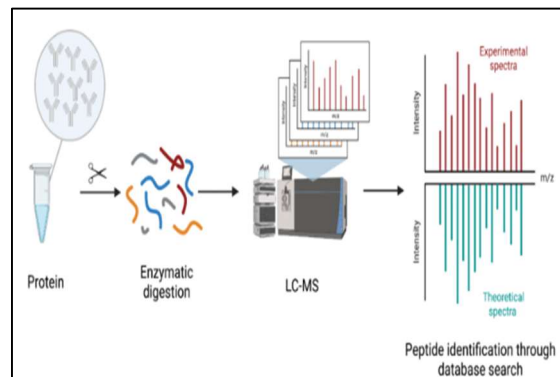 Experimental
spectra
Intensity
m/z
Intensity
Theoretical
spectra
Protein
Enzymatic
digestion
LC-MS
Peptide identification through
database search